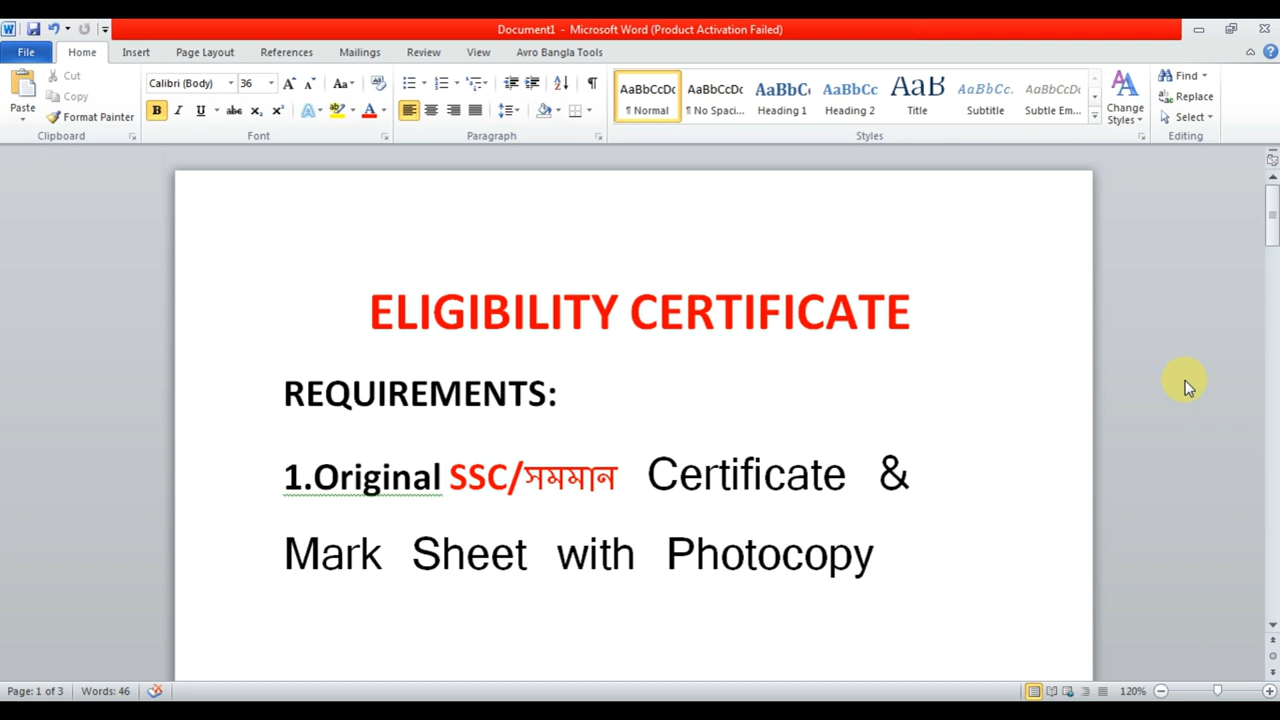 Document1 - Microsoft Word (Product Activation Failed)
File Home Insert Page Layout References Mailings Review View Avro Bangla Tools
Paste
Cut
Copy
Format Painter
Clipboard
Calibri (Body) 36
Font
Paragraph
AaBbCcDc AaBbCcDc AaBbC AaBbCc AaB AaBbCc. AaBbCcDc
¶ Normal ¶ No Spaci... Heading 1 Heading 2 Title Subtitle Subtle Em...
Styles
Change Styles
Find
Replace
Select
Editing
ELIGIBILITY CERTIFICATE
REQUIREMENTS:
1.Original SSC/সমমান Certificate &
Mark Sheet with Photocopy
Page: 1 of 3 Words: 46 120%